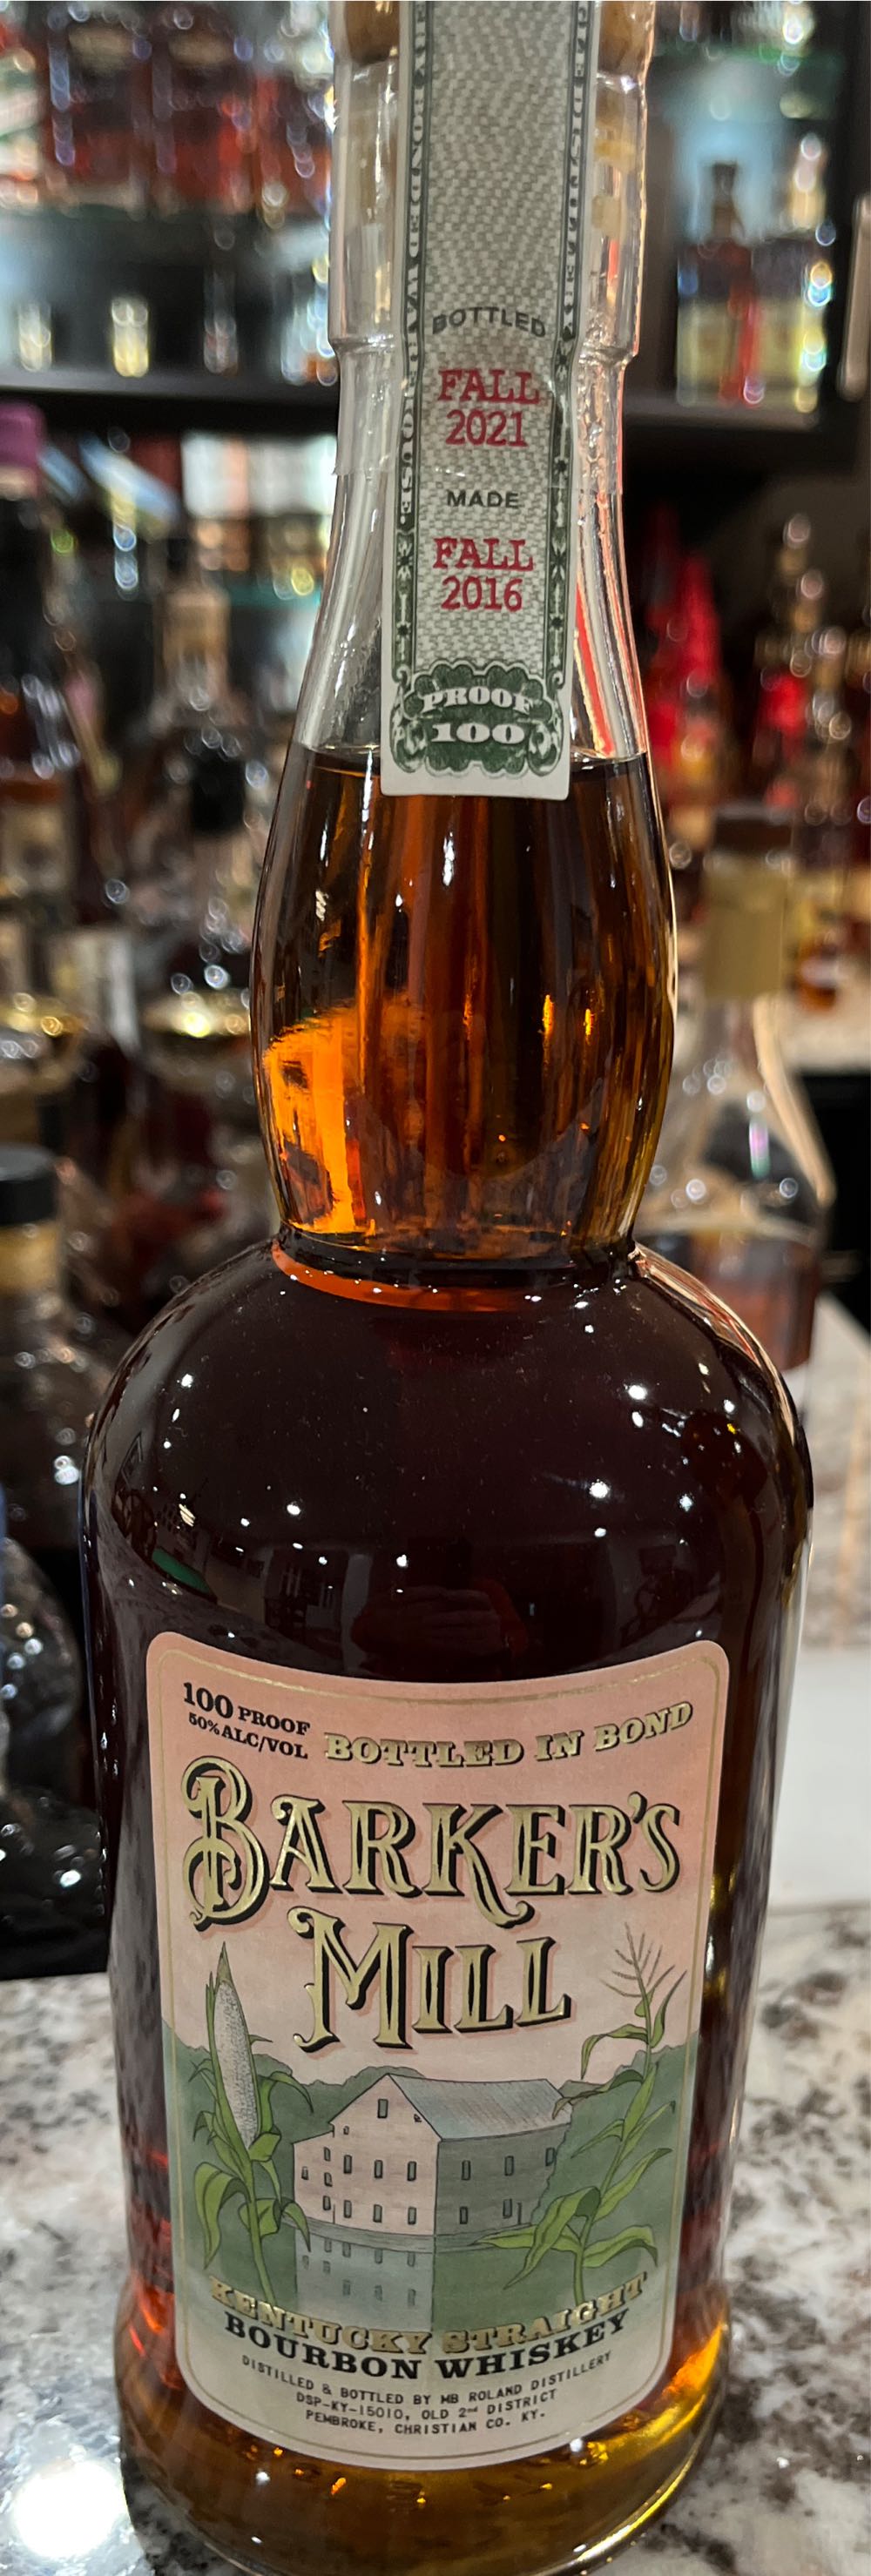 BOTTLED
FALL
2021
MADE
FALL
2016
PROOF
100
BONDED WAREHOUSE
100 PROOF
50% ALC/VOL
BOTTLED IN BOND
BARKER'S
MILL
KENTUCKY STRAIGHT
BOURBON WHISKEY
DISTILLED & BOTTLED BY MB ROLAND DISTILLERY
DSP-KY-15010, OLD 2ND DISTRICT
PEMBROKE, CHRISTIAN CO. KY.